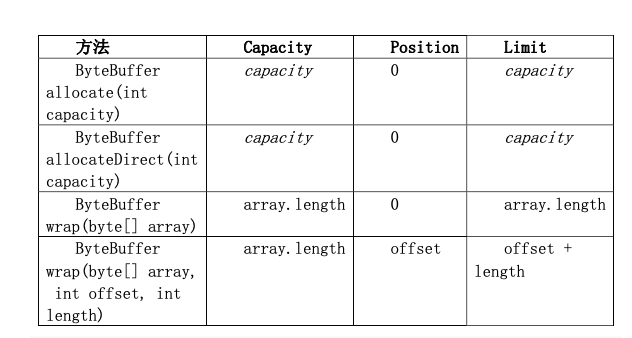 方法 Capacity Position Limit
ByteBuffer capacity 0 capacity
allocate(int
capacity)
ByteBuffer capacity 0 capacity
allocateDirect(int
capacity)
ByteBuffer array.length 0 array.length
wrap(byte[] array)
ByteBuffer array.length offset offset +
wrap(byte[] array, length
int offset, int
length)